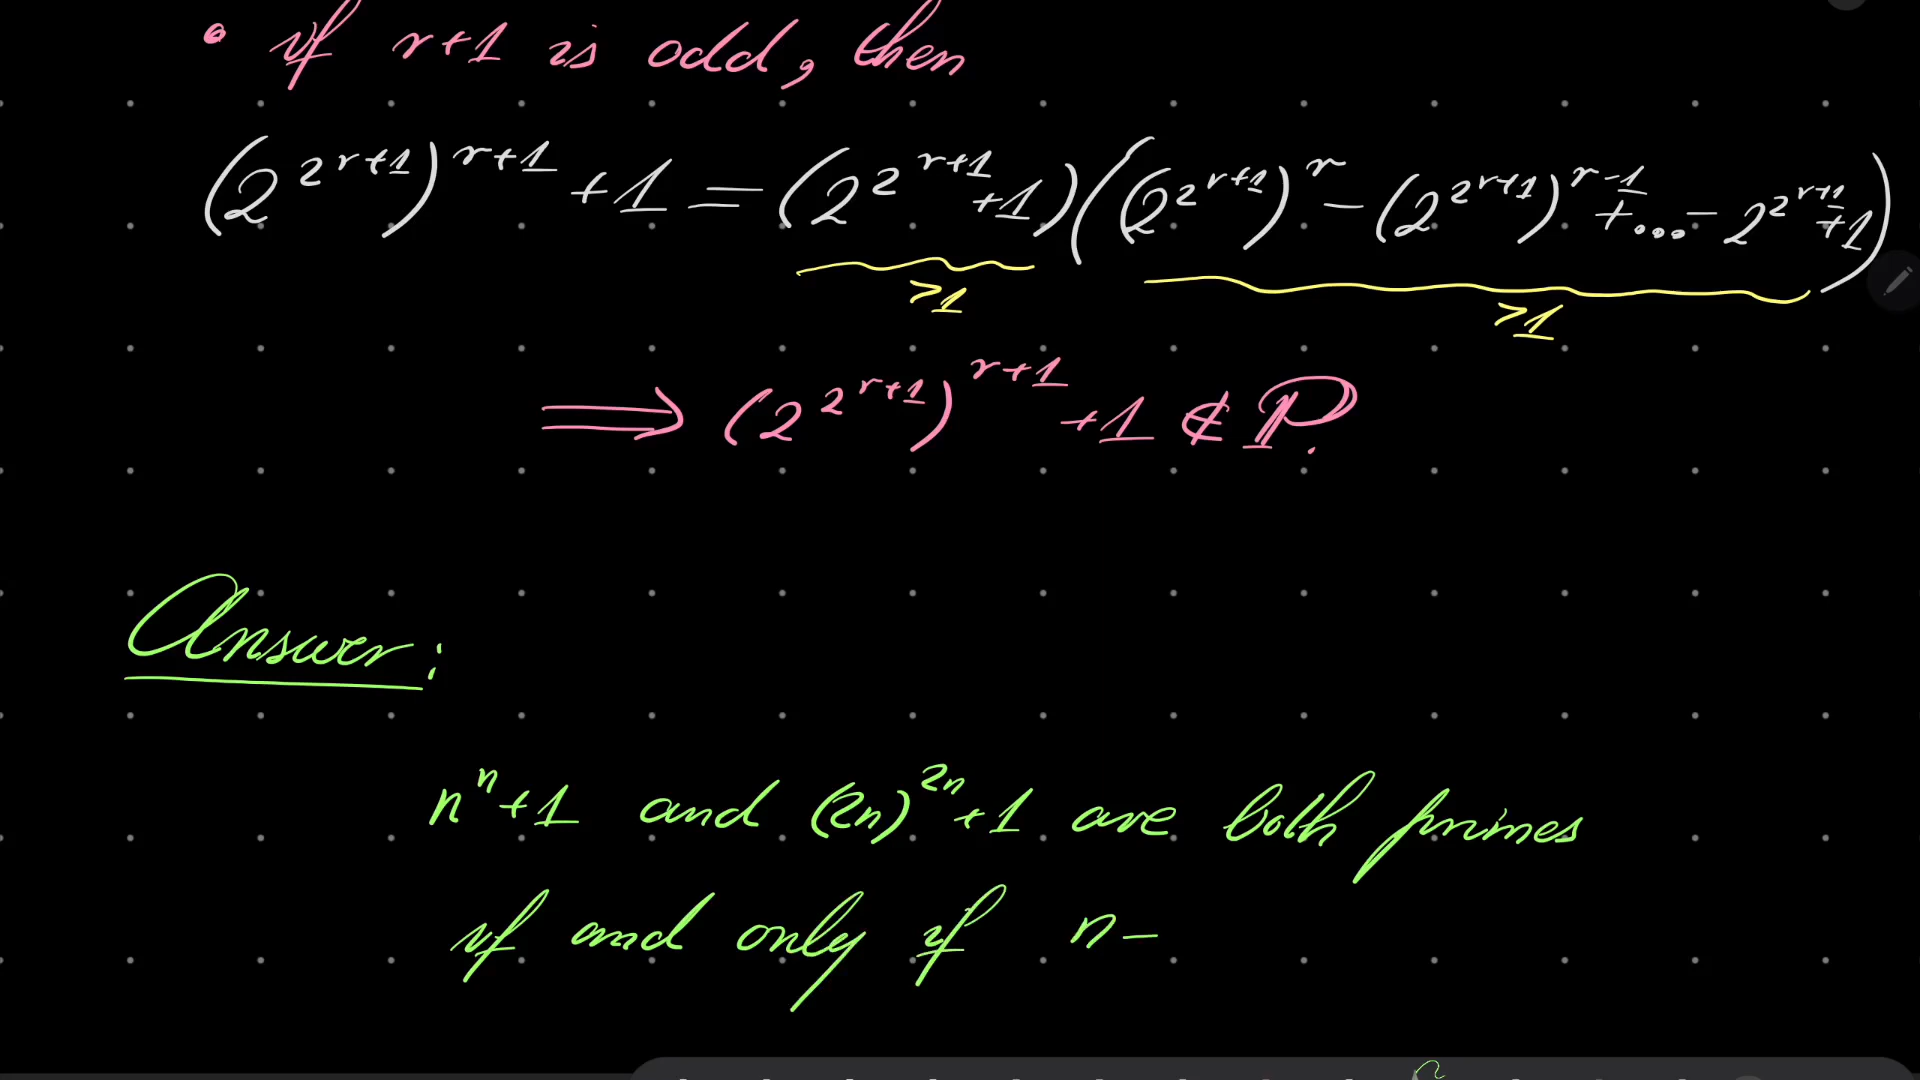 • if r+1 is odd, then
(2^{2^{r+1}})^{r+1} + 1 = (2^{2^{r+1}} + 1)((2^{2^{r+1}})^r - (2^{2^{r+1}})^{r-1} + ... - 2^{2^{r+1}} + 1)
>1 >1
⟹ (2^{2^{r+1}})^{r+1} + 1 ∉ ℙ.
Answer:
n^n + 1 and (2n)^{2n} + 1 are both primes
if and only if n -